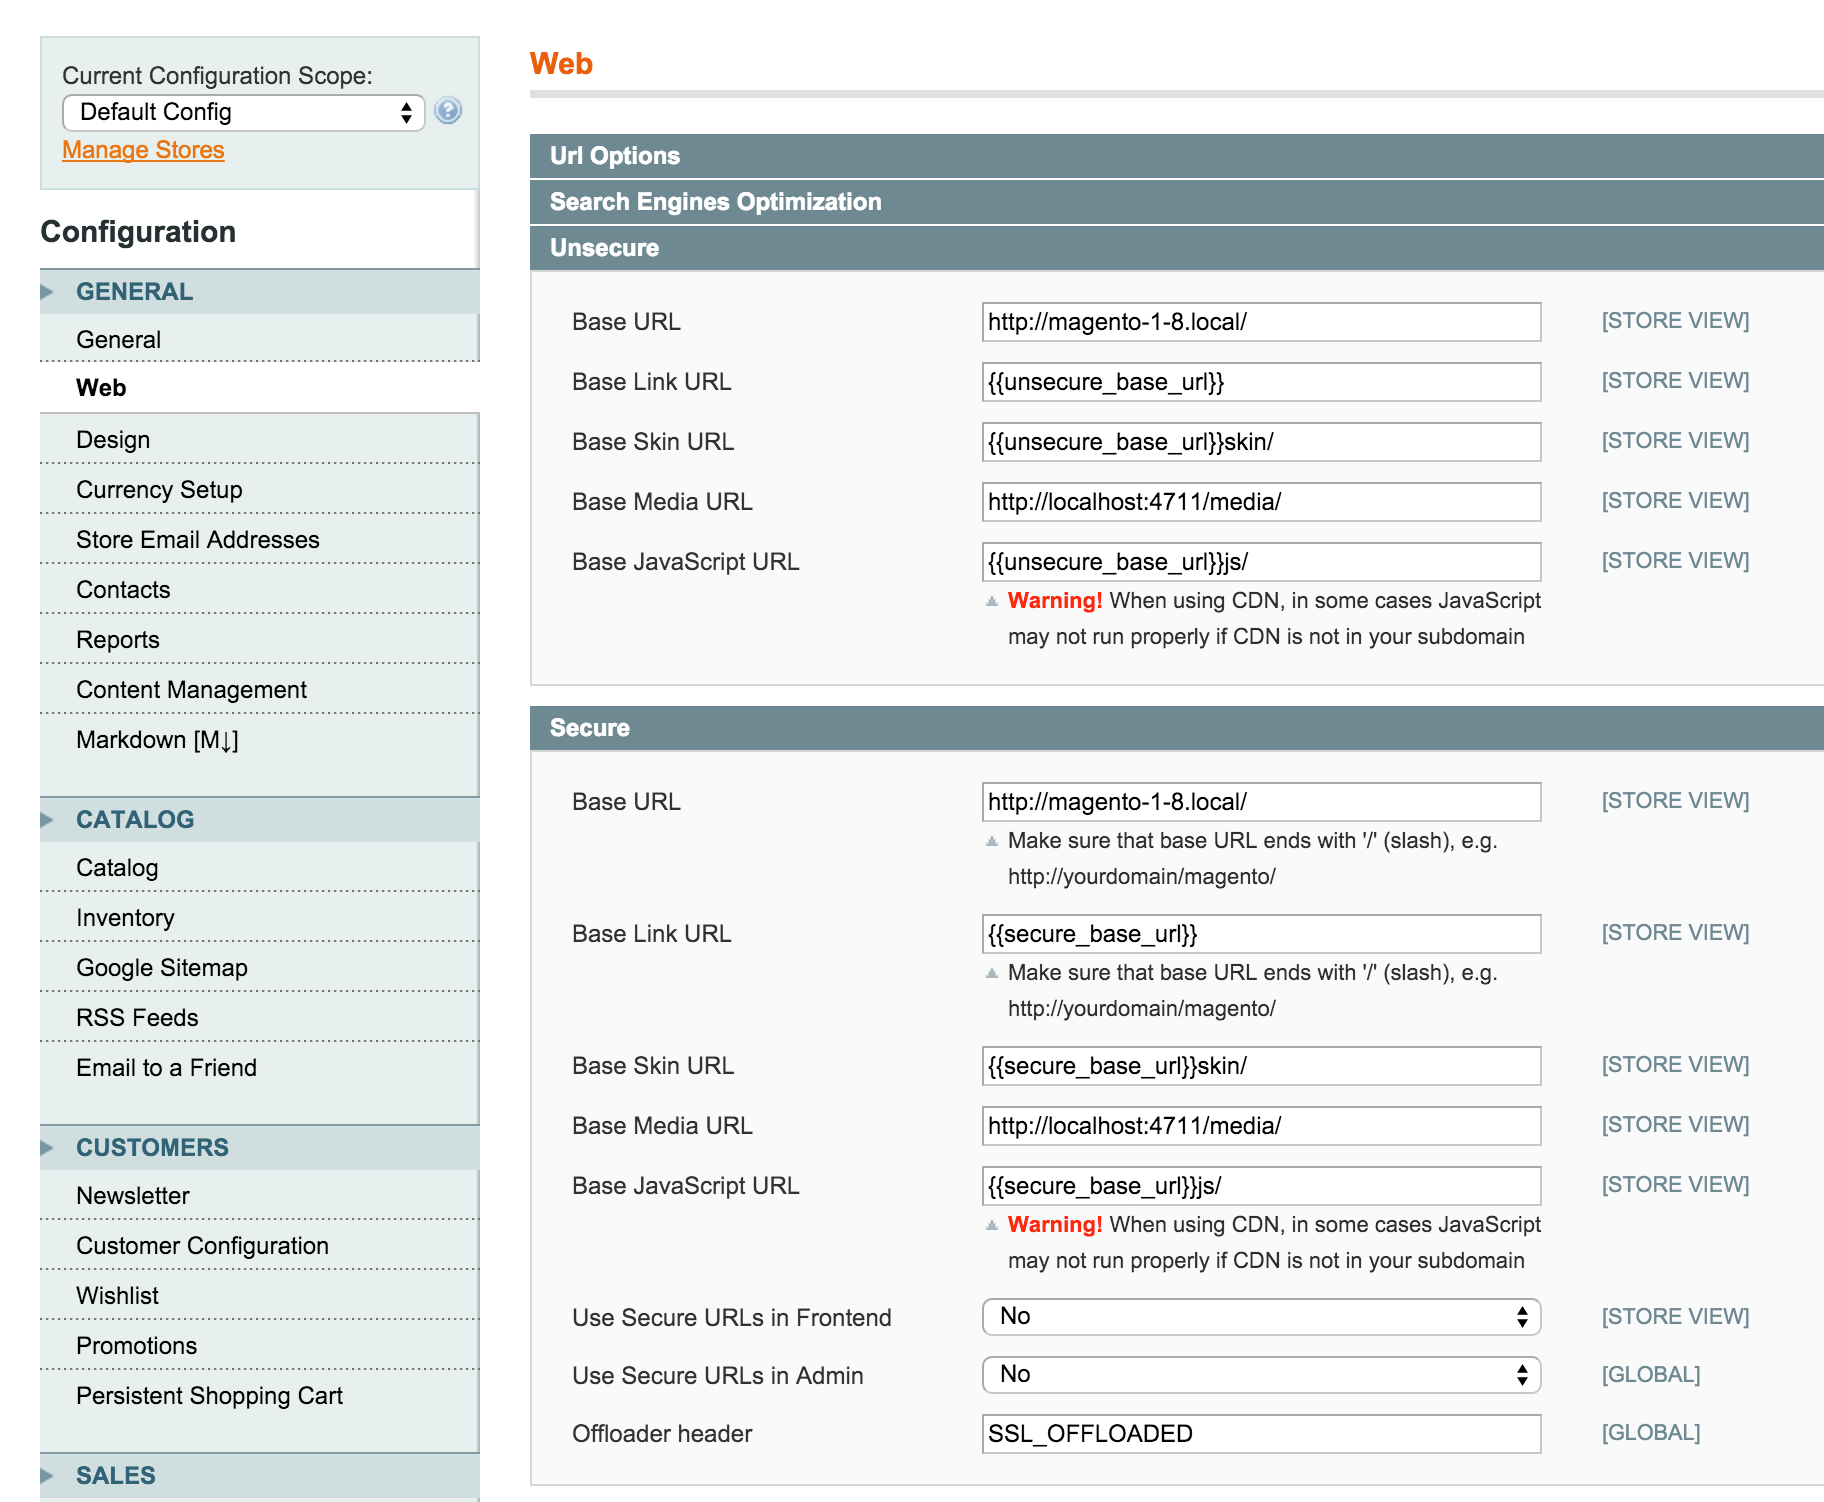 Current Configuration Scope:
Default Config
Manage Stores
Configuration
GENERAL
General
Web
Design
Currency Setup
Store Email Addresses
Contacts
Reports
Content Management
Markdown [M↓]
CATALOG
Catalog
Inventory
Google Sitemap
RSS Feeds
Email to a Friend
CUSTOMERS
Newsletter
Customer Configuration
Wishlist
Promotions
Persistent Shopping Cart
SALES
Web
Url Options
Search Engines Optimization
Unsecure
Base URL http://magento-1-8.local/ [STORE VIEW]
Base Link URL {{unsecure_base_url}} [STORE VIEW]
Base Skin URL {{unsecure_base_url}}skin/ [STORE VIEW]
Base Media URL http://localhost:4711/media/ [STORE VIEW]
Base JavaScript URL {{unsecure_base_url}}js/ [STORE VIEW]
Warning! When using CDN, in some cases JavaScript
may not run properly if CDN is not in your subdomain
Secure
Base URL http://magento-1-8.local/ [STORE VIEW]
Make sure that base URL ends with '/' (slash), e.g.
http://yourdomain/magento/
Base Link URL {{secure_base_url}} [STORE VIEW]
Make sure that base URL ends with '/' (slash), e.g.
http://yourdomain/magento/
Base Skin URL {{secure_base_url}}skin/ [STORE VIEW]
Base Media URL http://localhost:4711/media/ [STORE VIEW]
Base JavaScript URL {{secure_base_url}}js/ [STORE VIEW]
Warning! When using CDN, in some cases JavaScript
may not run properly if CDN is not in your subdomain
Use Secure URLs in Frontend No [STORE VIEW]
Use Secure URLs in Admin No [GLOBAL]
Offloader header SSL_OFFLOADED [GLOBAL]